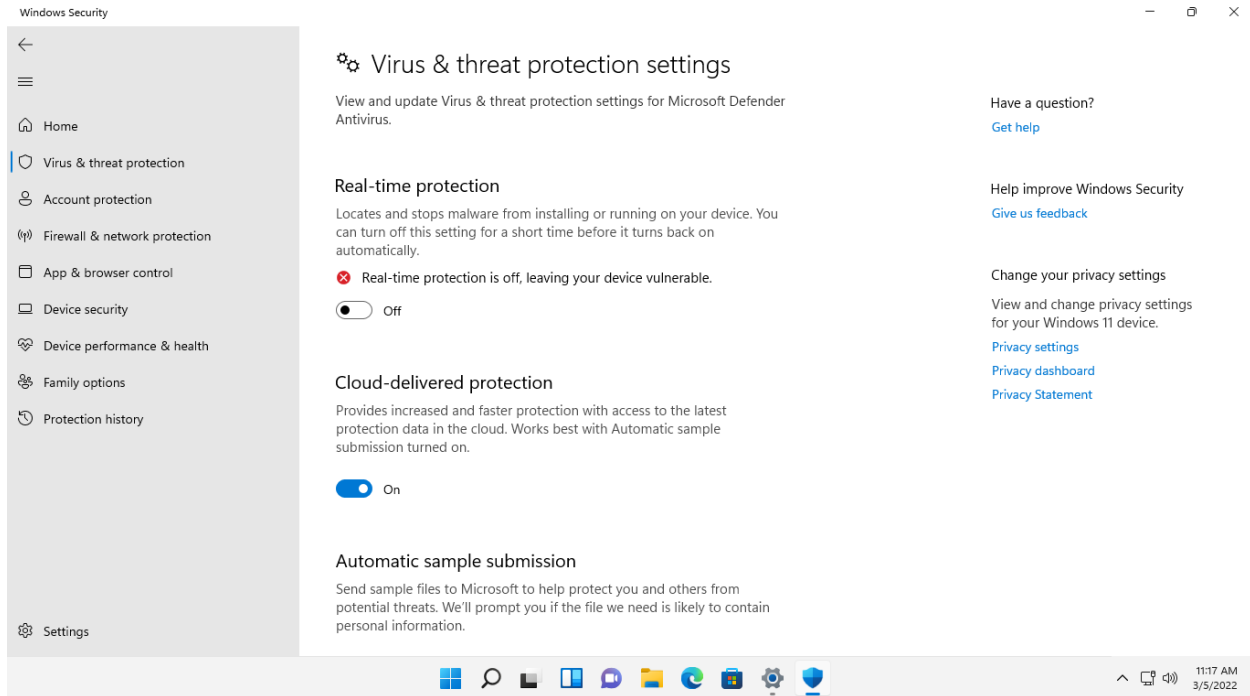 Windows Security
Home
Virus & threat protection
Account protection
Firewall & network protection
App & browser control
Device security
Device performance & health
Family options
Protection history
Settings
Virus & threat protection settings
View and update Virus & threat protection settings for Microsoft Defender
Antivirus.
Real-time protection
Locates and stops malware from installing or running on your device. You
can turn off this setting for a short time before it turns back on
automatically.
Real-time protection is off, leaving your device vulnerable.
Off
Cloud-delivered protection
Provides increased and faster protection with access to the latest
protection data in the cloud. Works best with Automatic sample
submission turned on.
On
Automatic sample submission
Send sample files to Microsoft to help protect you and others from
potential threats. We'll prompt you if the file we need is likely to contain
personal information.
Have a question?
Get help
Help improve Windows Security
Give us feedback
Change your privacy settings
View and change privacy settings
for your Windows 11 device.
Privacy settings
Privacy dashboard
Privacy Statement
11:17 AM
3/5/2022